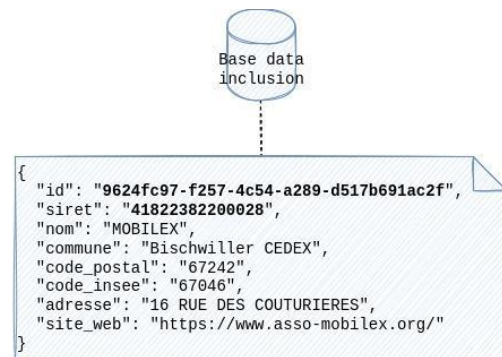 Base data
inclusion
{
"id": "9624fc97-f257-4c54-a289-d517b691ac2f",
"siret": "41822382200028",
"nom": "MOBILEX",
"commune": "Bischwiller CEDEX",
"code_postal": "67242",
"code_insee": "67046",
"adresse": "16 RUE DES COUTURIERES",
"site_web": "https://www.asso-mobilex.org/"
}